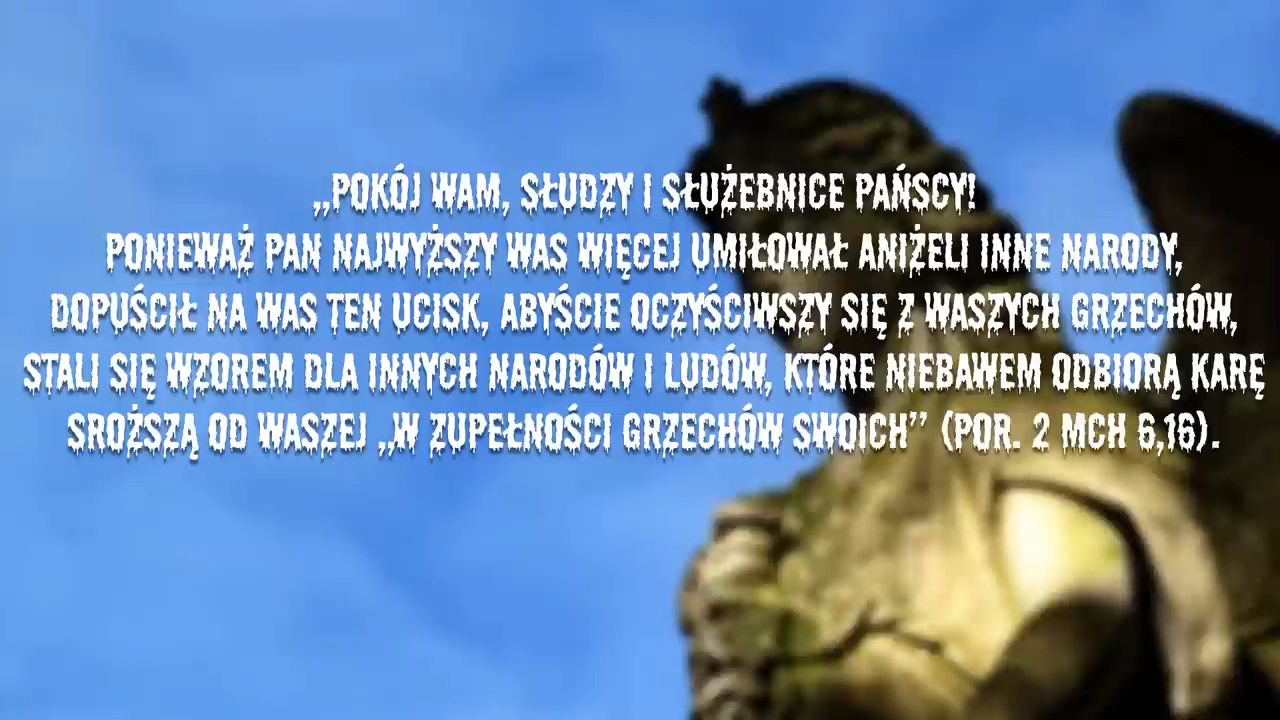 „POKÓJ WAM, SŁUDZY I SŁUŻEBNICE PAŃSCY!
PONIEWAŻ PAN NAJWYŻSZY WAS WIĘCEJ UMIŁOWAŁ ANIŻELI INNE NARODY,
DOPUŚCIŁ NA WAS TEN UCISK, ABYŚCIE OCZYŚCIWSZY SIĘ Z WASZYCH GRZECHÓW,
STALI SIĘ WZOREM DLA INNYCH NARODÓW I LUDÓW, KTÓRE NIEBAWEM ODBIORĄ KARĘ
SROŻSZĄ OD WASZEJ „W ZUPEŁNOŚCI GRZECHÓW SWOICH” (POR. 2 MCH 6,16).